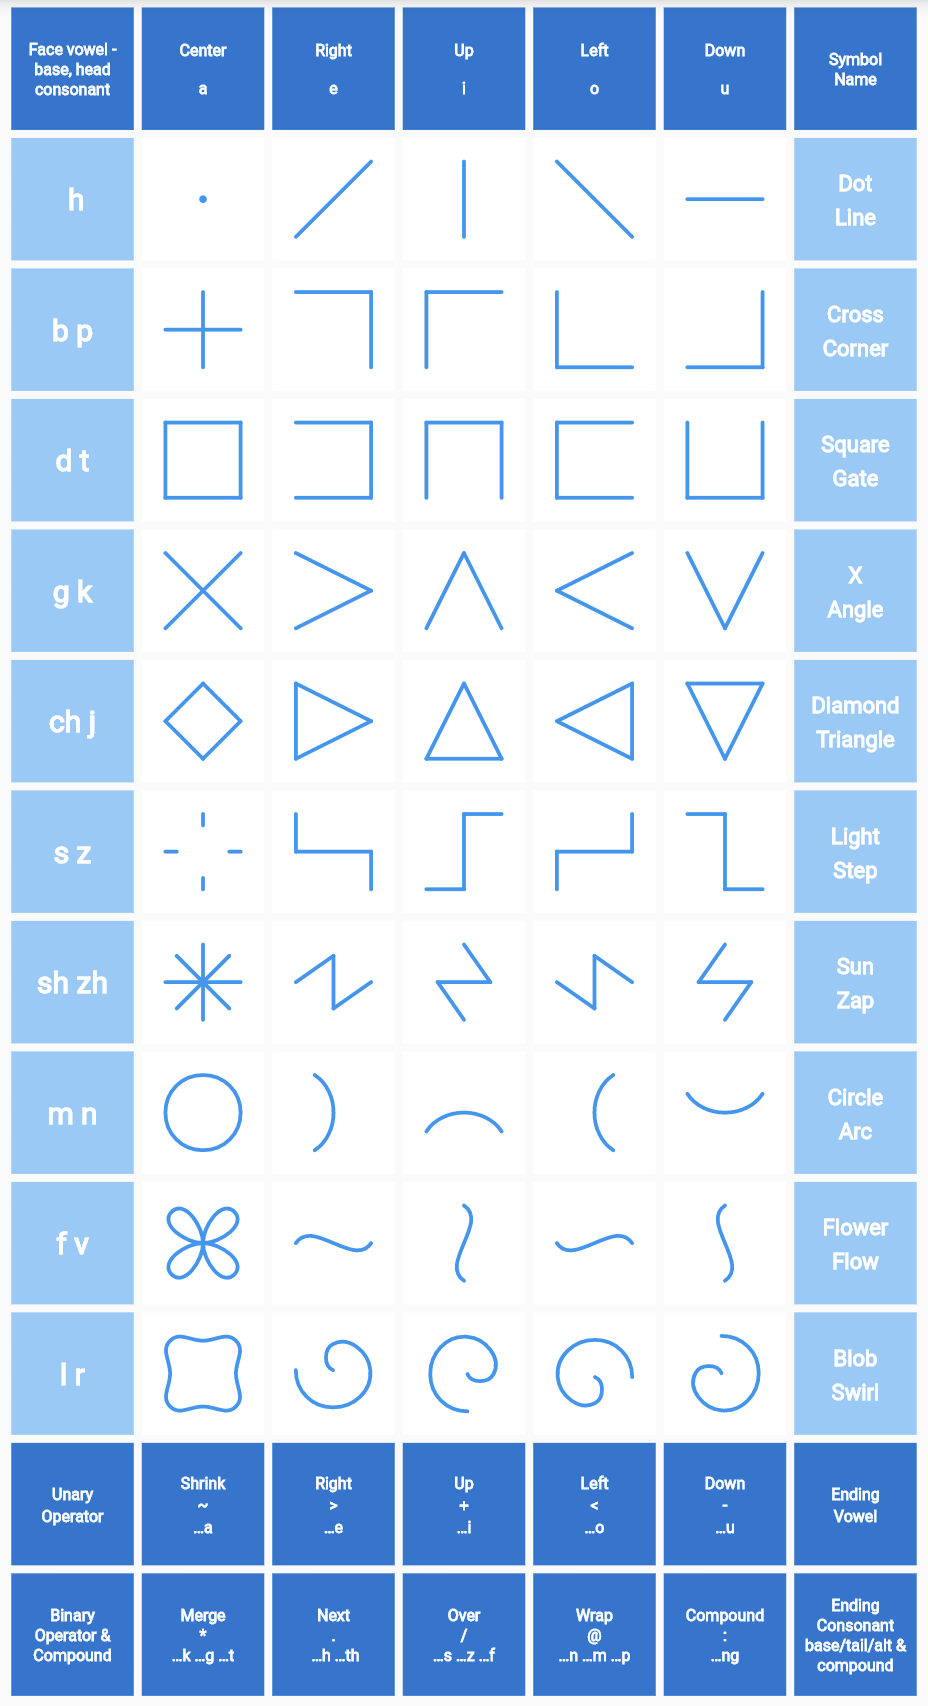 Face vowel -
base, head
consonant
Center
a
Right
e
Up
i
Left
o
Down
u
Symbol
Name
h
Dot
Line
b p
Cross
Corner
d t
Square
Gate
g k
X
Angle
ch j
Diamond
Triangle
s z
Light
Step
sh zh
Sun
Zap
m n
Circle
Arc
f v
Flower
Flow
l r
Blob
Swirl
Unary
Operator
Shrink
~
...a
Right
>
...e
Up
+
...i
Left
<
...o
Down
-
...u
Ending
Vowel
Binary
Operator &
Compound
Merge
*
...k ...g ...t
Next
.
...h ...th
Over
/
...s ...z ...f
Wrap
@
...n ...m ...p
Compound
:
...ng
Ending
Consonant
base/tail/alt &
compound